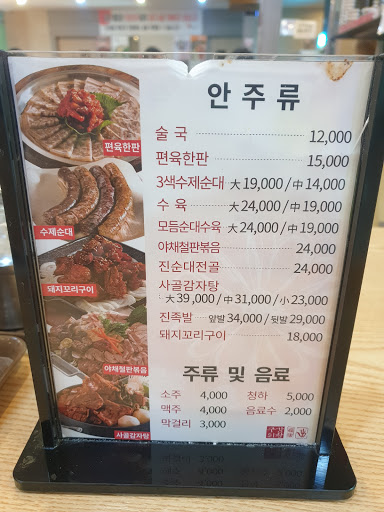 안주류
술국 12,000
편육한판 15,000
3색수제순대 大 19,000 / 中 14,000
수육 大 24,000 / 中 19,000
모듬순대수육 大 24,000 / 中 19,000
야채철판볶음 24,000
진순대전골 24,000
사골감자탕
大 39,000 / 中 31,000 / 小 23,000
진족발 앞발 34,000 / 뒷발 29,000
돼지꼬리구이 18,000
주류 및 음료
소주 4,000 청하 5,000
맥주 4,000 음료수 2,000
막걸리 3,000
편육한판
수제순대
돼지꼬리구이
야채철판볶음
사골감자탕